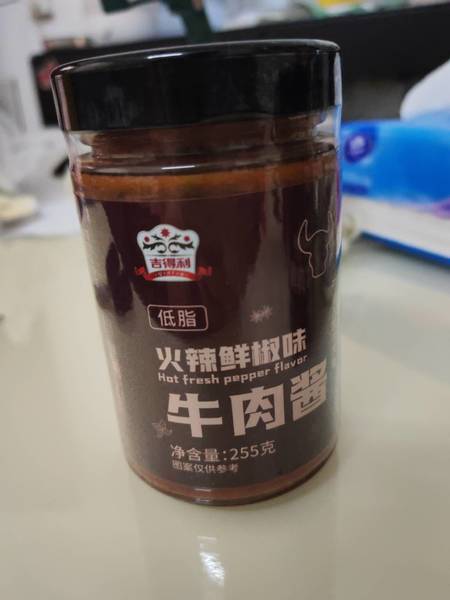 吉得利
低脂
火辣鲜椒味
Hot fresh pepper flavor
牛肉酱
净含量:255克
图案仅供参考